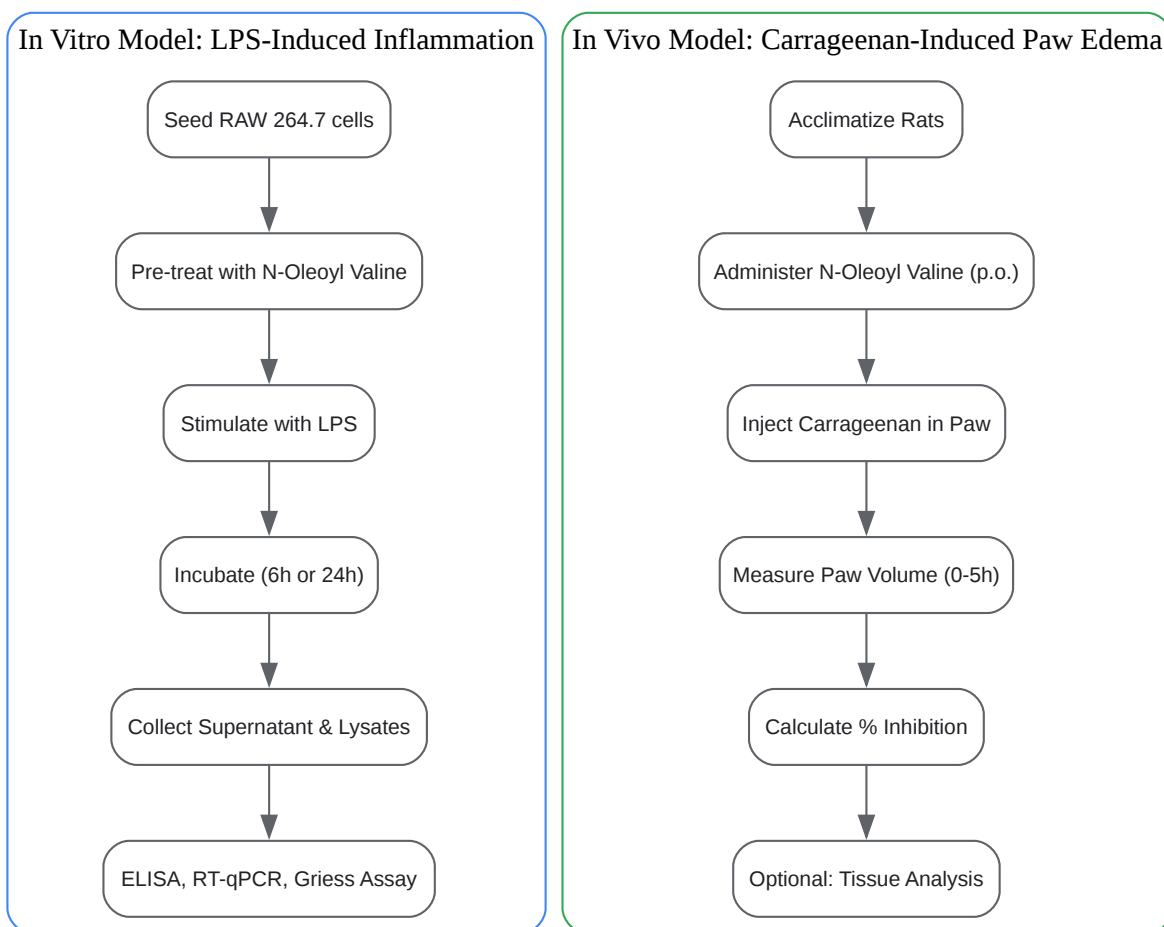 In Vitro Model: LPS-Induced Inflammation
Seed RAW 264.7 cells
Pre-treat with N-Oleoyl Valine
Stimulate with LPS
Incubate (6h or 24h)
Collect Supernatant & Lysates
ELISA, RT-qPCR, Griess Assay
In Vivo Model: Carrageenan-Induced Paw Edema
Acclimatize Rats
Administer N-Oleoyl Valine (p.o.)
Inject Carrageenan in Paw
Measure Paw Volume (0-5h)
Calculate % Inhibition
Optional: Tissue Analysis